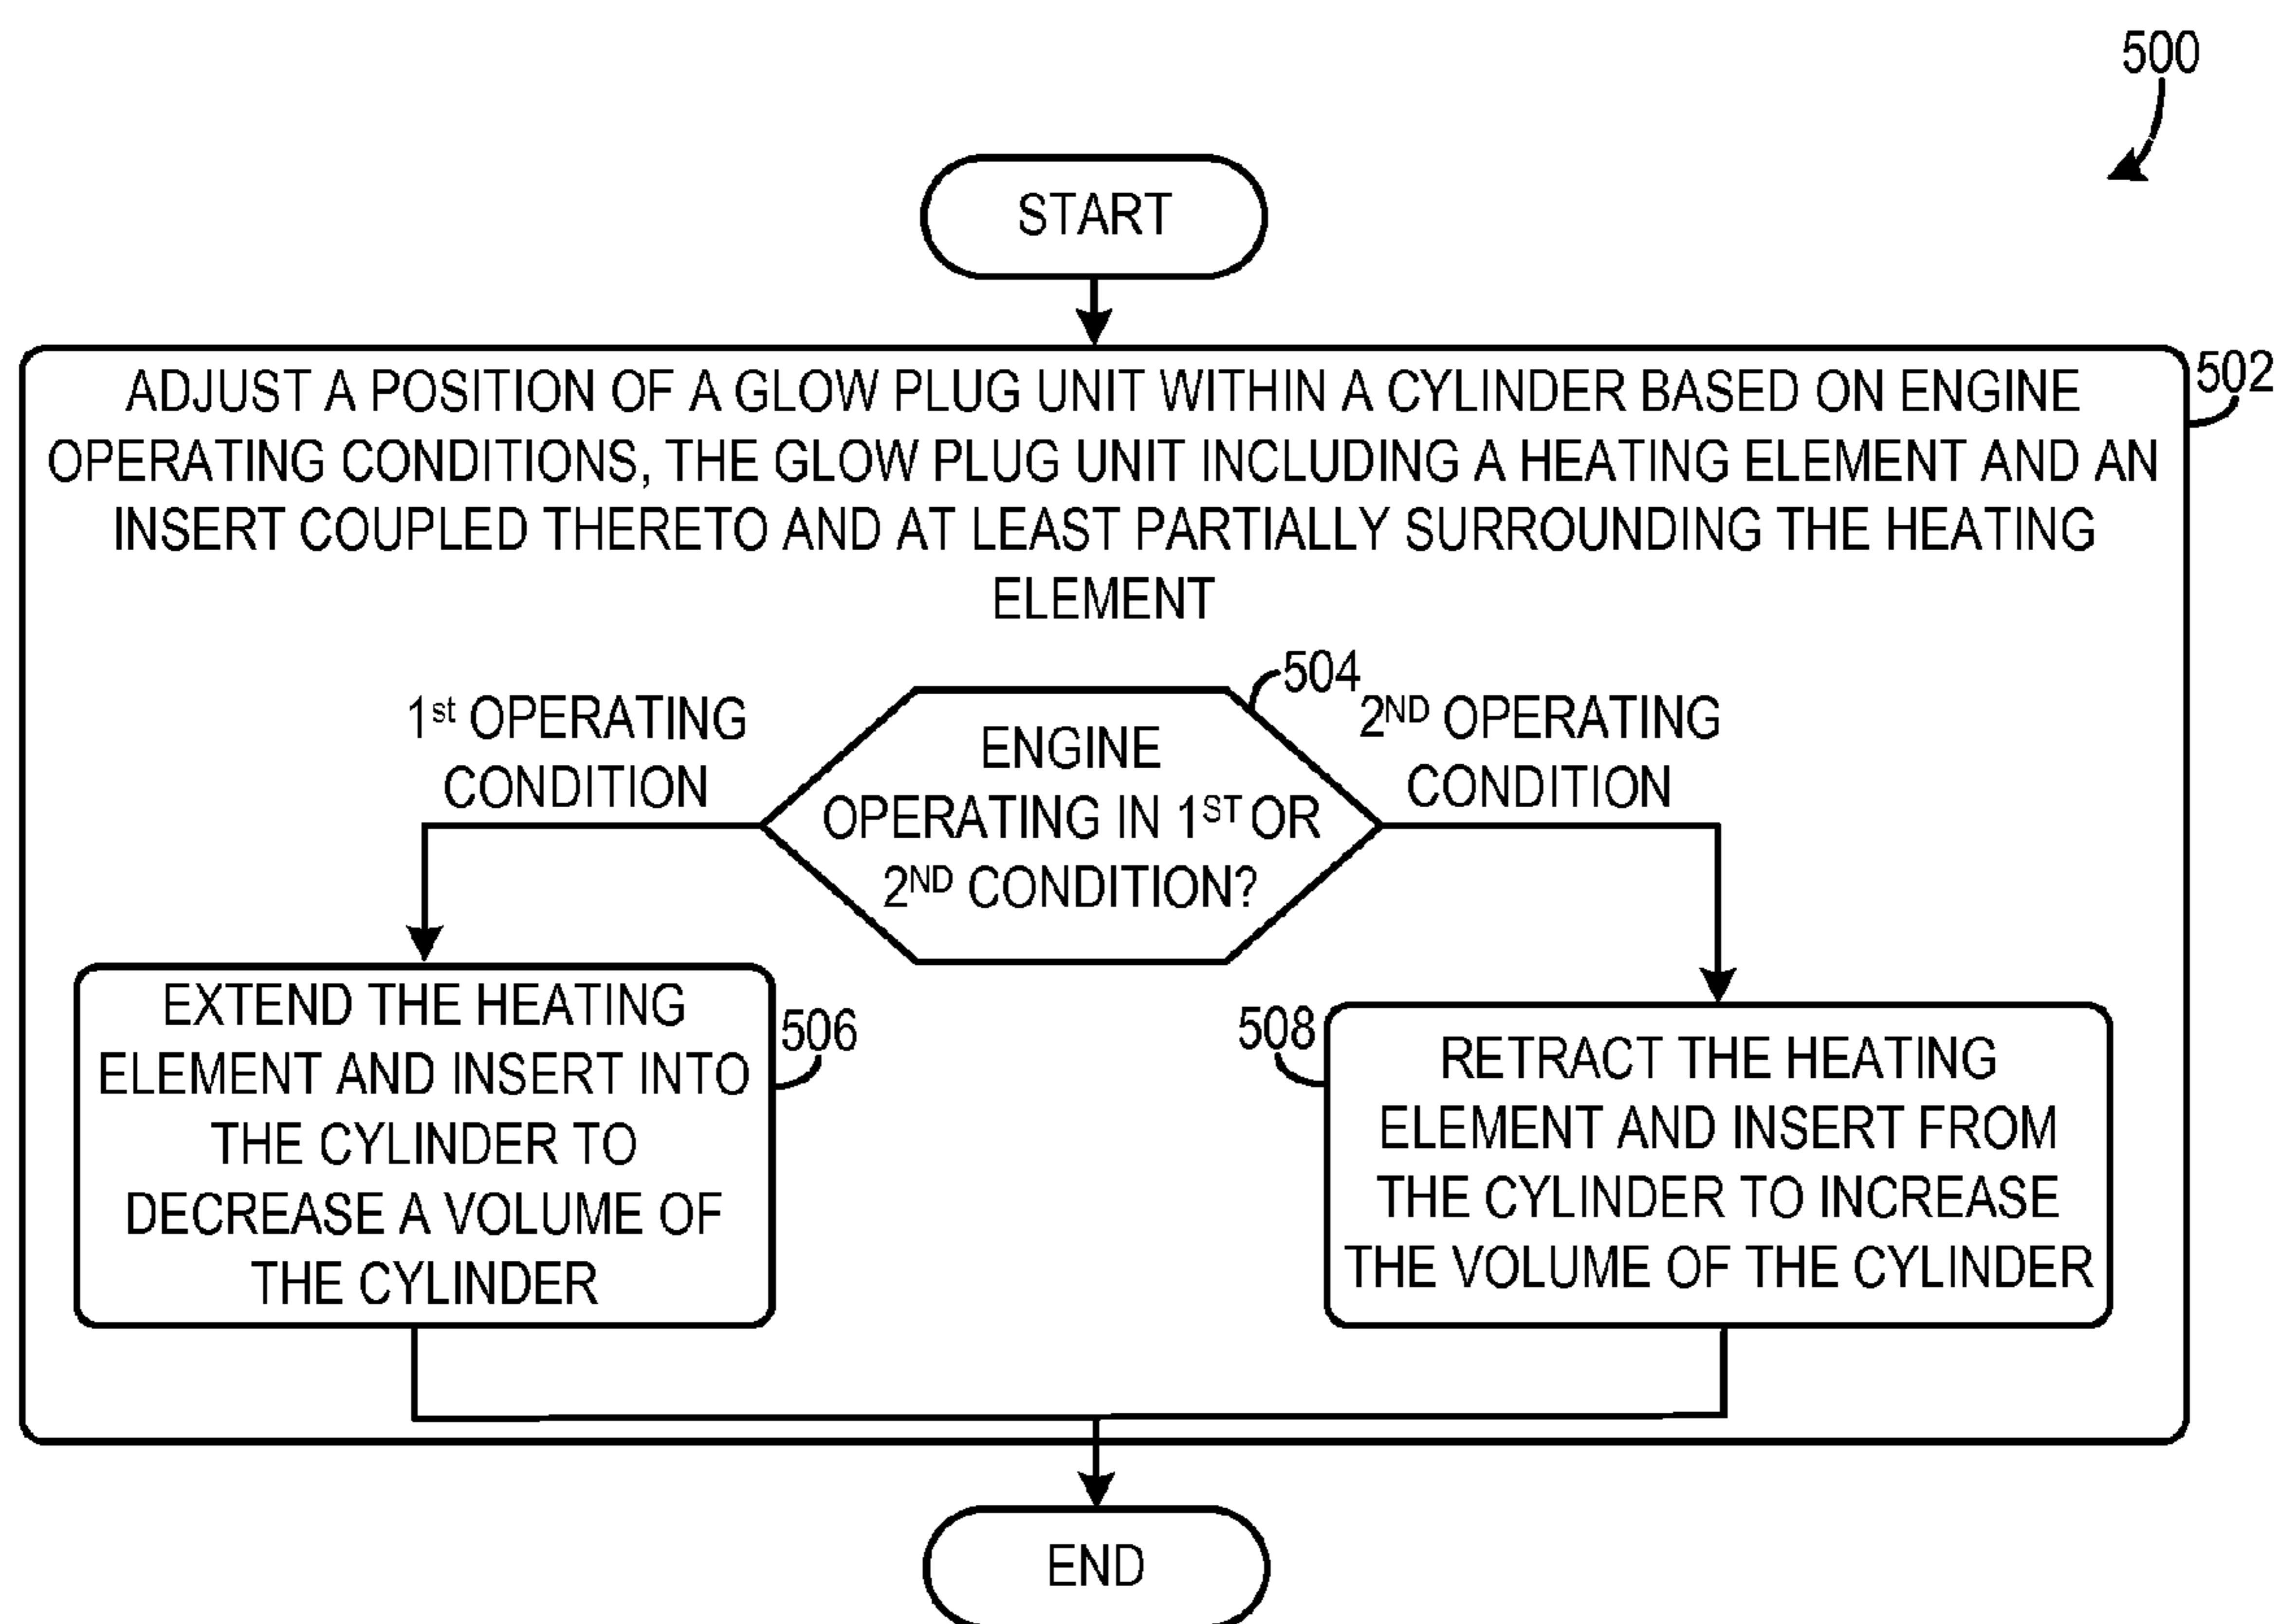 500
START
502
ADJUST A POSITION OF A GLOW PLUG UNIT WITHIN A CYLINDER BASED ON ENGINE
OPERATING CONDITIONS, THE GLOW PLUG UNIT INCLUDING A HEATING ELEMENT AND AN
INSERT COUPLED THERETO AND AT LEAST PARTIALLY SURROUNDING THE HEATING
ELEMENT
504
1st OPERATING
CONDITION
ENGINE
OPERATING IN 1ST OR
2ND CONDITION?
2ND OPERATING
CONDITION
EXTEND THE HEATING
ELEMENT AND INSERT INTO
THE CYLINDER TO
DECREASE A VOLUME OF
THE CYLINDER
506
508
RETRACT THE HEATING
ELEMENT AND INSERT FROM
THE CYLINDER TO INCREASE
THE VOLUME OF THE CYLINDER
END